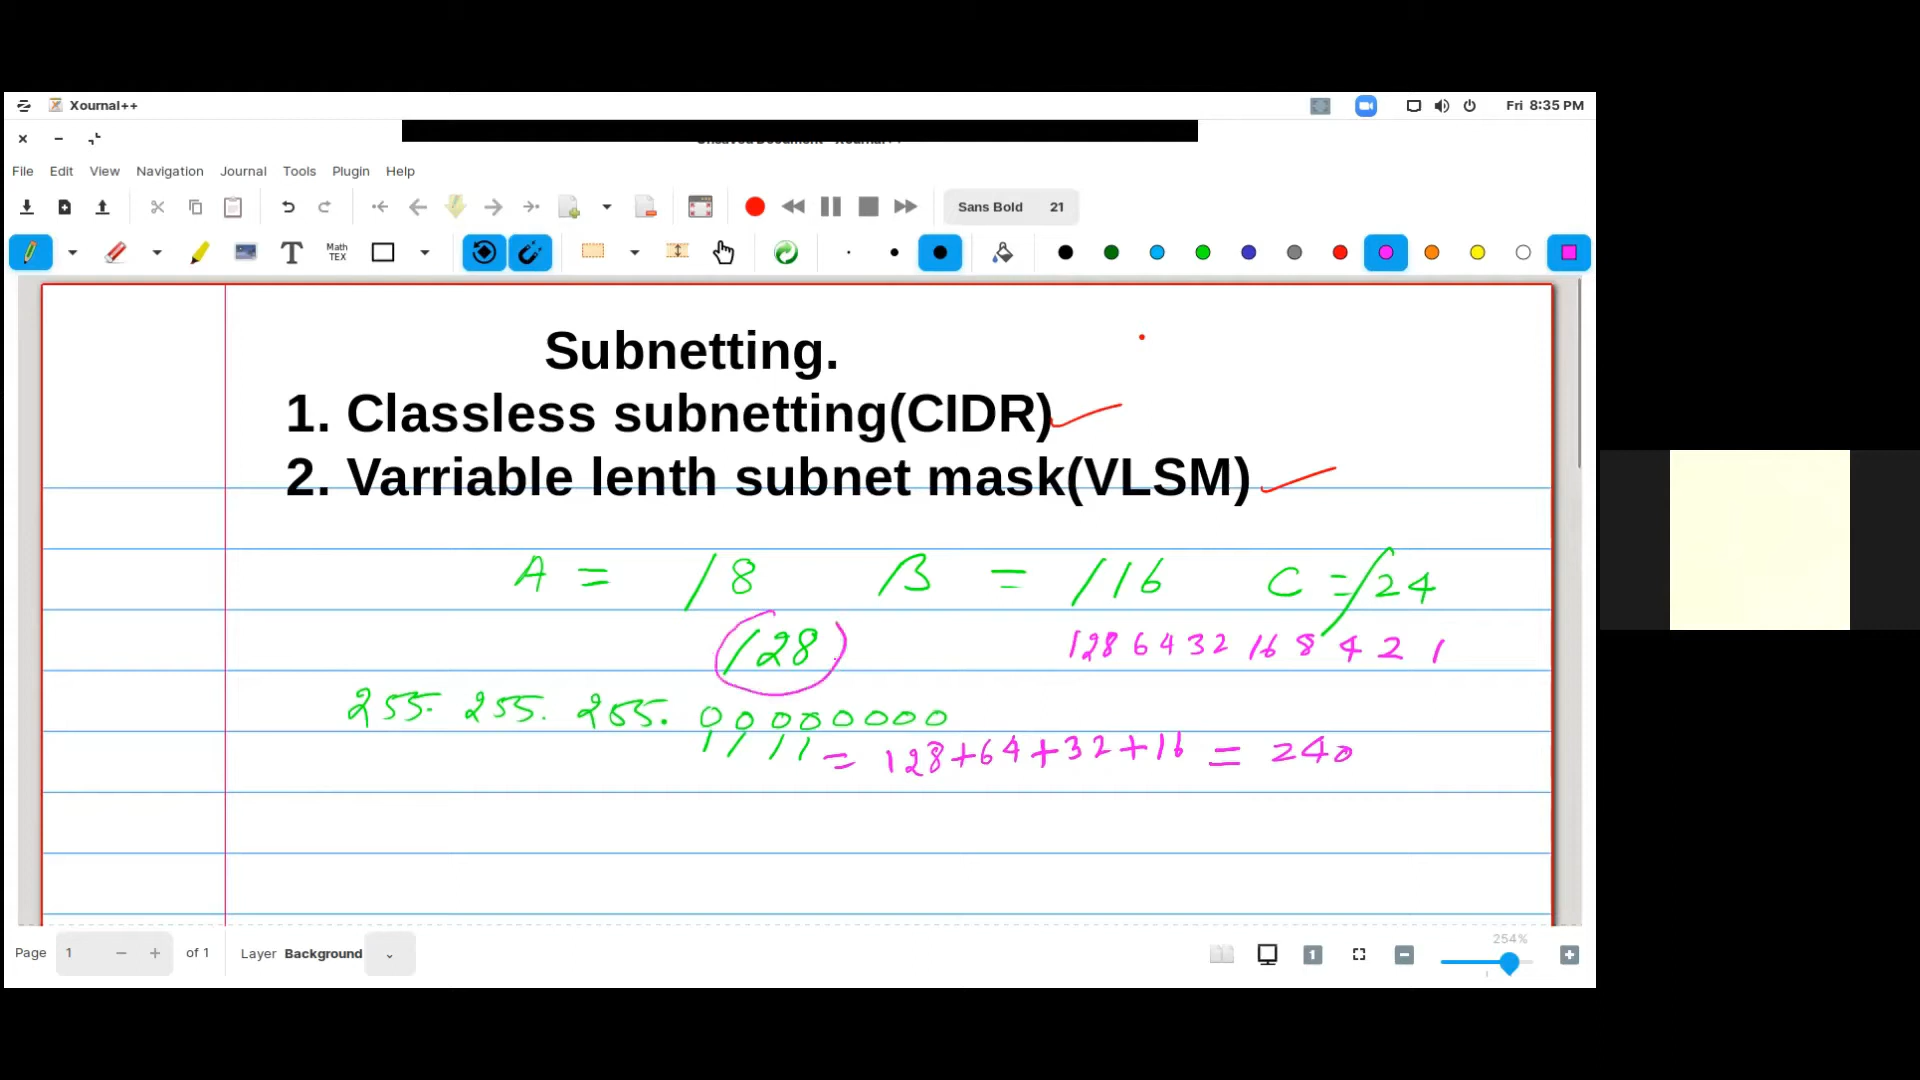 Xournal++ Fri 8:35 PM
File Edit View Navigation Journal Tools Plugin Help
Sans Bold 21
Math
TEX
Subnetting.
1. Classless subnetting(CIDR)
2. Varriable lenth subnet mask(VLSM)
A = /8 B = /16 C = /24
/28 128 64 32 16 8 4 2 1
255. 255. 255. 00000000
1111 = 128+64+32+16 = 240
254%
Page 1 of 1 Layer Background 1